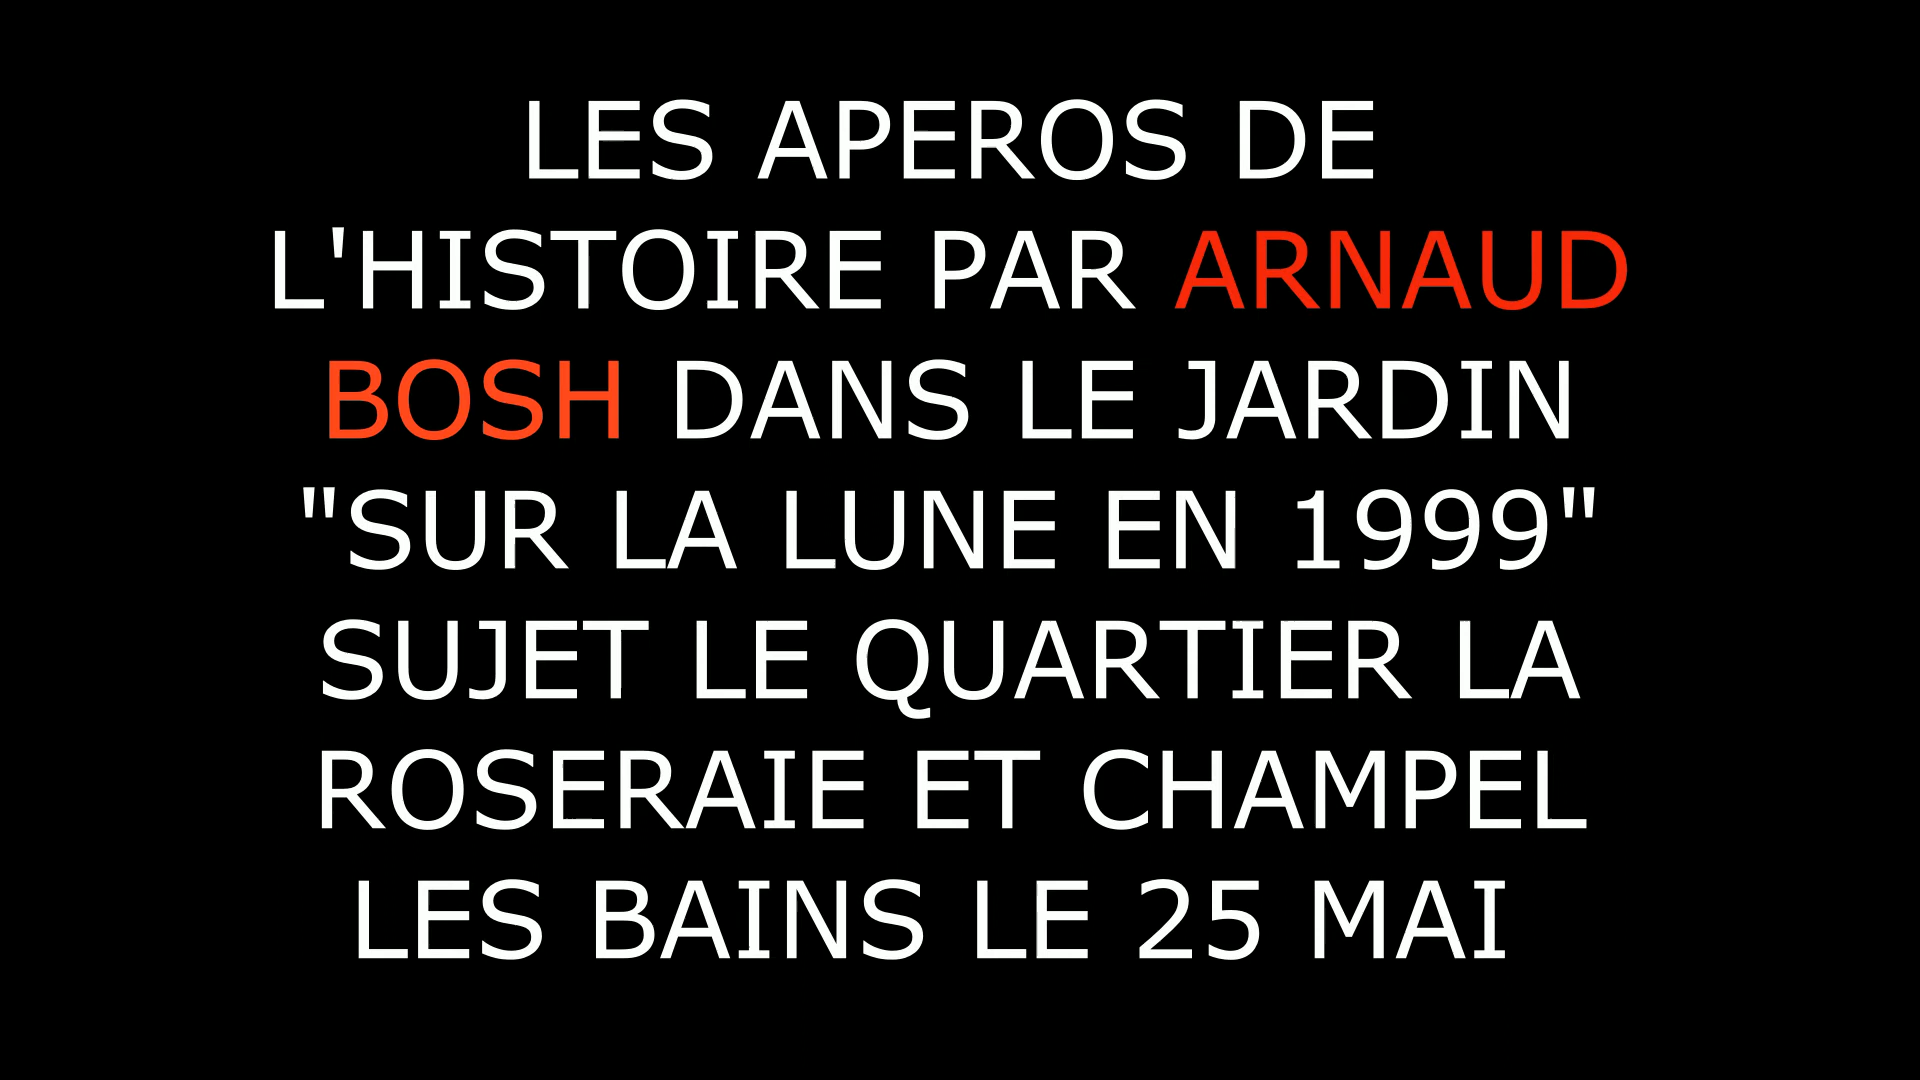 LES APEROS DE
L'HISTOIRE PAR ARNAUD
BOSH DANS LE JARDIN
"SUR LA LUNE EN 1999"
SUJET LE QUARTIER LA
ROSERAIE ET CHAMPEL
LES BAINS LE 25 MAI